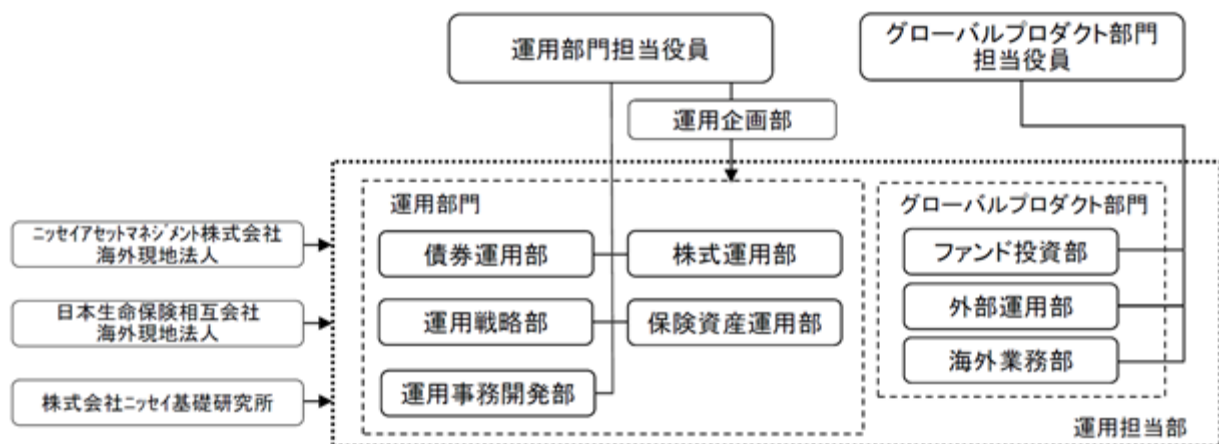 運用部門担当役員
グローバルプロダクト部門
担当役員
運用企画部
運用部門
グローバルプロダクト部門
ニッセイアセットマネジメント株式会社
海外現地法人
債券運用部
株式運用部
ファンド投資部
日本生命保険相互会社
海外現地法人
運用戦略部
保険資産運用部
外部運用部
海外業務部
株式会社ニッセイ基礎研究所
運用事務開発部
運用担当部